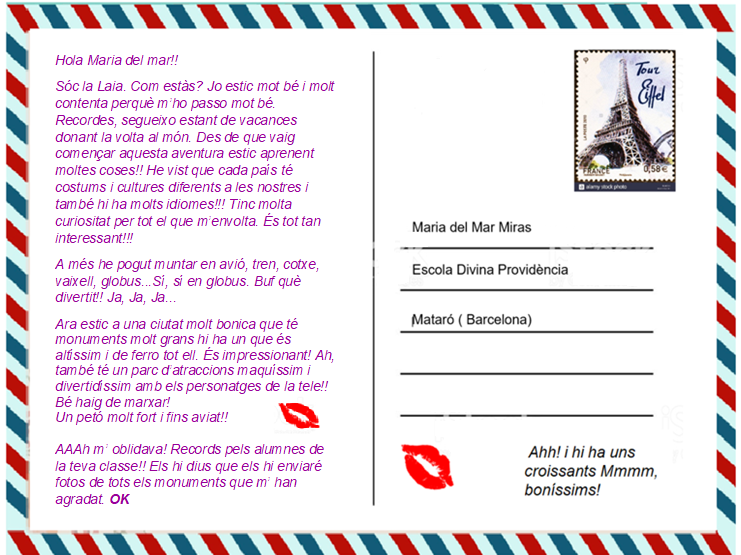 Hola Maria del mar!!
Sóc la Laia. Com estàs? Jo estic mot bé i molt
contenta perquè m'ho passo mot bé.
Recordes, segueixo estant de vacances
donant la volta al món. Des de que vaig
començar aquesta aventura estic aprenent
moltes coses!! He vist que cada país té
costums i cultures diferents a les nostres i
també hi ha molts idiomes!!! Tinc molta
curiositat per tot el que m'envolta. És tot tan
interessant!!!
A més he pogut muntar en avió, tren, cotxe,
vaixell, globus...Sí, sí en globus. Buf què
divertit!! Ja, Ja, Ja...
Ara estic a una ciutat molt bonica que té
monuments molt grans hi ha un que és
altíssim i de ferro tot ell. És impressionant! Ah,
també té un parc d'atraccions maquíssim i
divertidíssim amb els personatges de la tele!!
Bé haig de marxar!
Un petó molt fort i fins aviat!!
AAAh m' oblidava! Records pels alumnes de
la teva classe!! Els hi dius que els hi enviaré
fotos de tots els monuments que m' han
agradat. OK
Tour
Eiffel
FRANCE
0,58€
alamy stock photo
Maria del Mar Miras
Escola Divina Providència
Mataró ( Barcelona)
Ahh! i hi ha uns
croissants Mmmm,
boníssims!